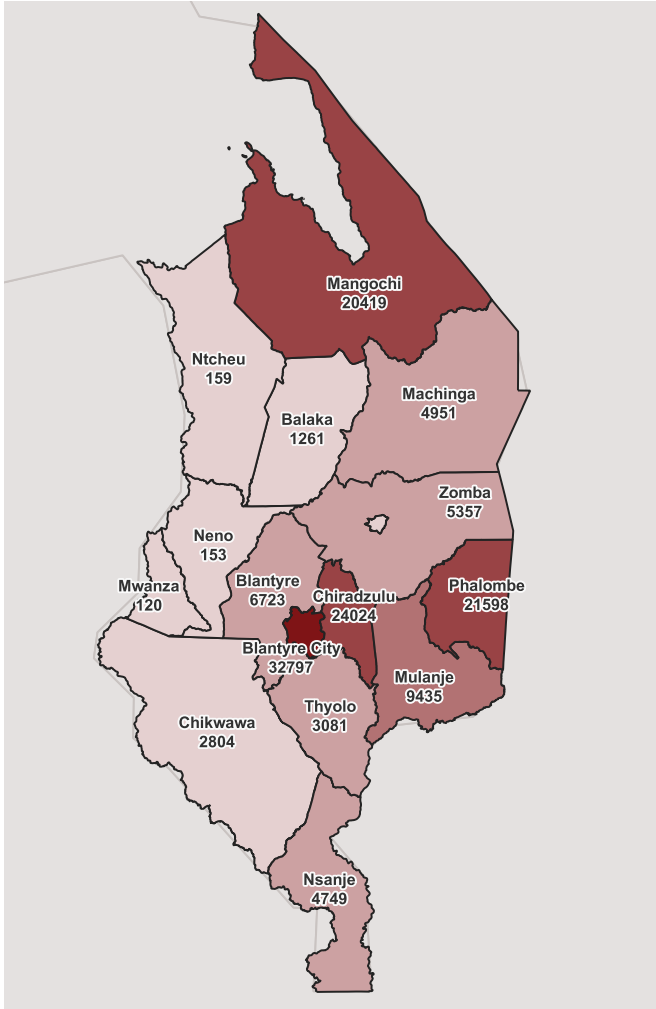 Mangochi
20419
Ntcheu
159
Machinga
4951
Balaka
1261
Zomba
5357
Neno
153
Blantyre
6723
Mwanza
120
Chiradzulu
24024
Phalombe
21598
Blantyre City
32797
Mulanje
9435
Thyolo
3081
Chikwawa
2804
Nsanje
4749